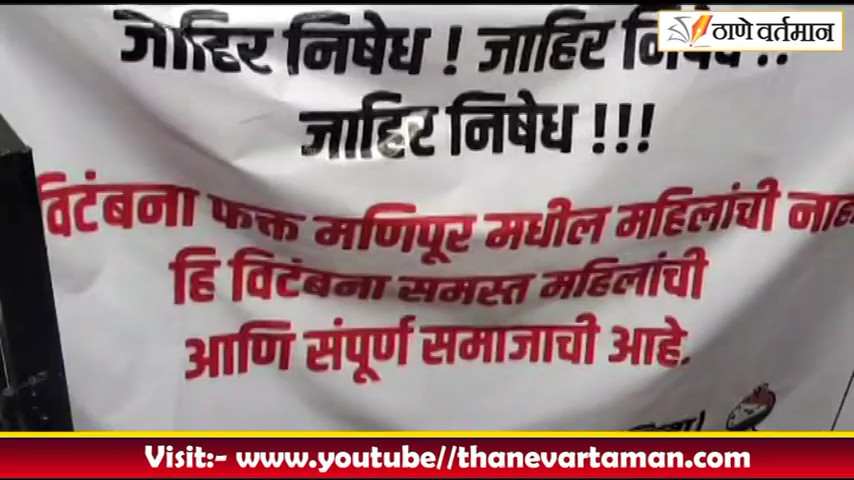 ठाणे वर्तमान
जाहिर निषेध ! जाहिर निषेध !!
जाहिर निषेध !!!
विटंबना फक्त मणिपूर मधील महिलांची
हि विटंबना समस्त महिलांची
आणि संपूर्ण समाजाची आहे.
Visit:- www.youtube//thanevartaman.com